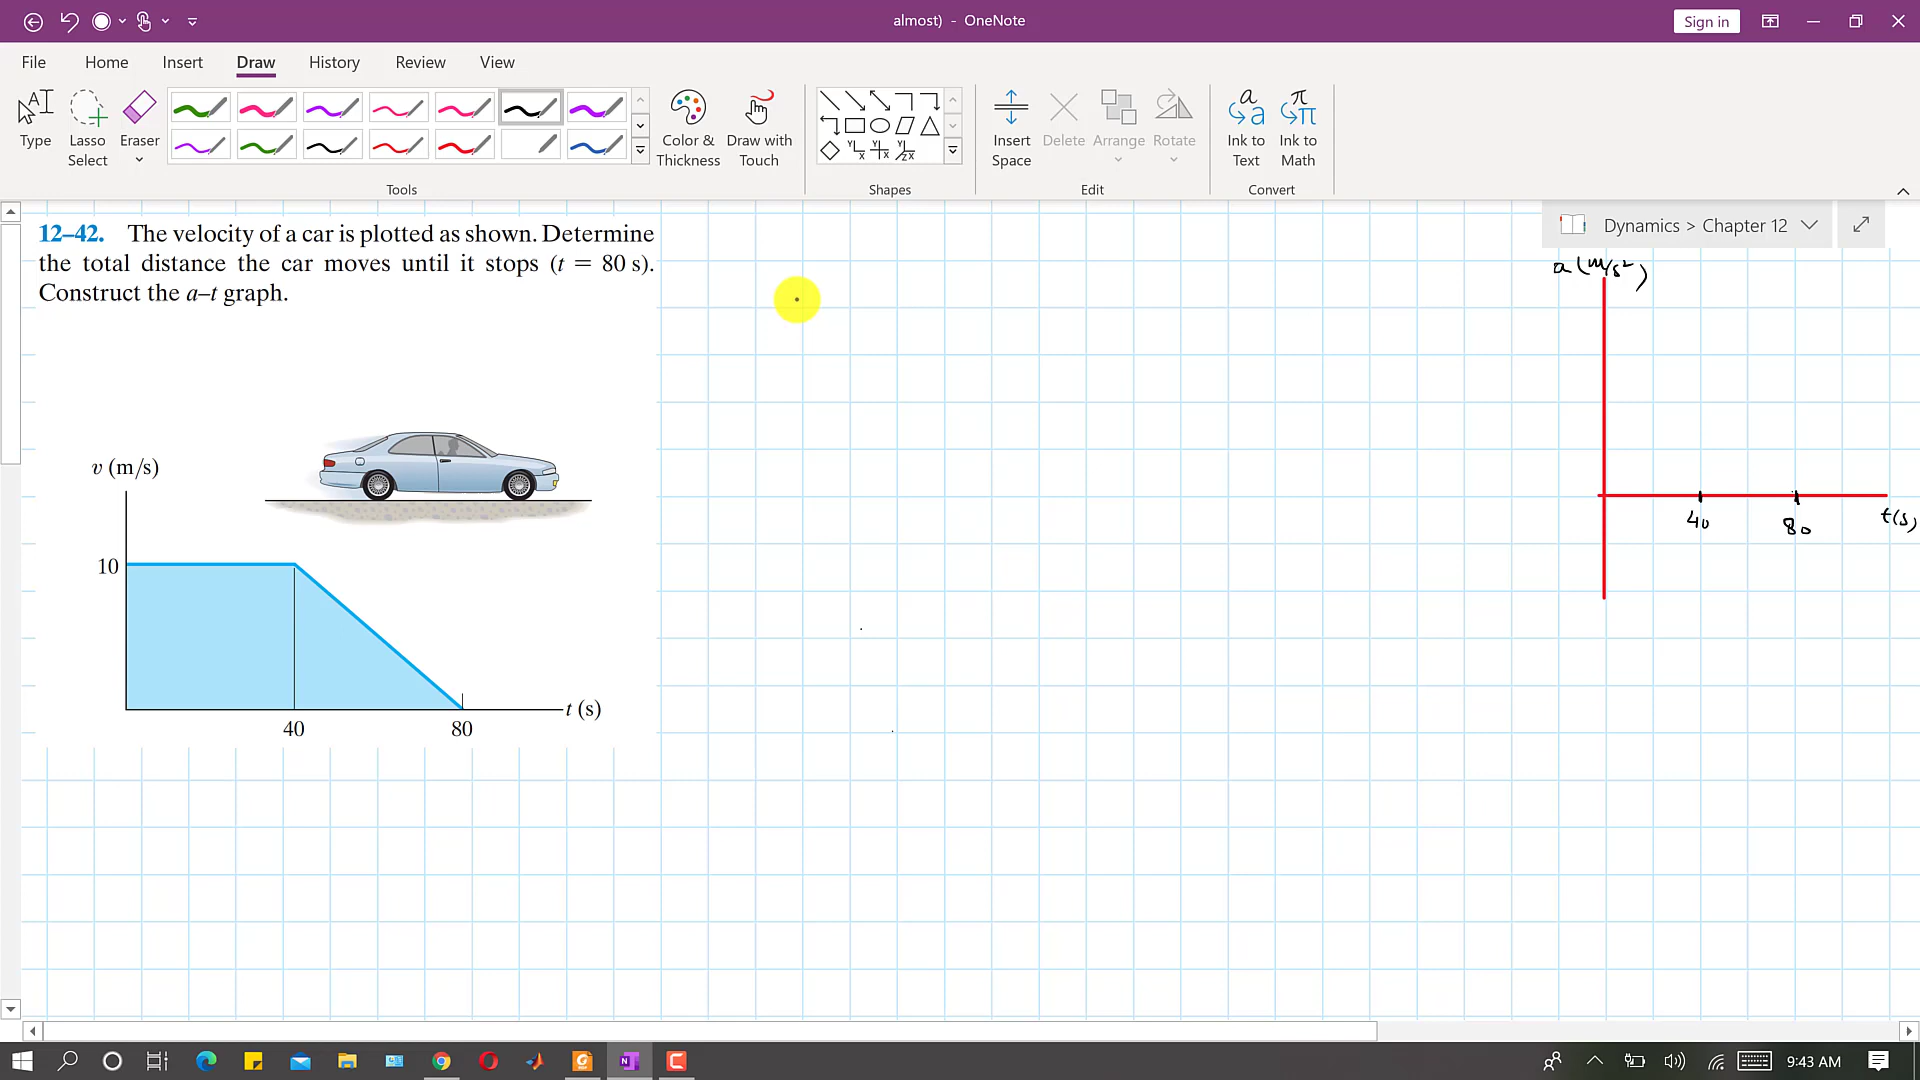 almost) - OneNote
Sign in
File Home Insert Draw History Review View
Type
Lasso Select
Eraser
Color & Thickness
Draw with Touch
Insert Space
Delete
Arrange
Rotate
Ink to Text
Ink to Math
Tools
Shapes
Edit
Convert
12–42. The velocity of a car is plotted as shown. Determine
the total distance the car moves until it stops (t = 80 s).
Construct the a–t graph.
Dynamics > Chapter 12
a (m/s²)
40
80
t(s)
v (m/s)
10
t (s)
40
80
9:43 AM